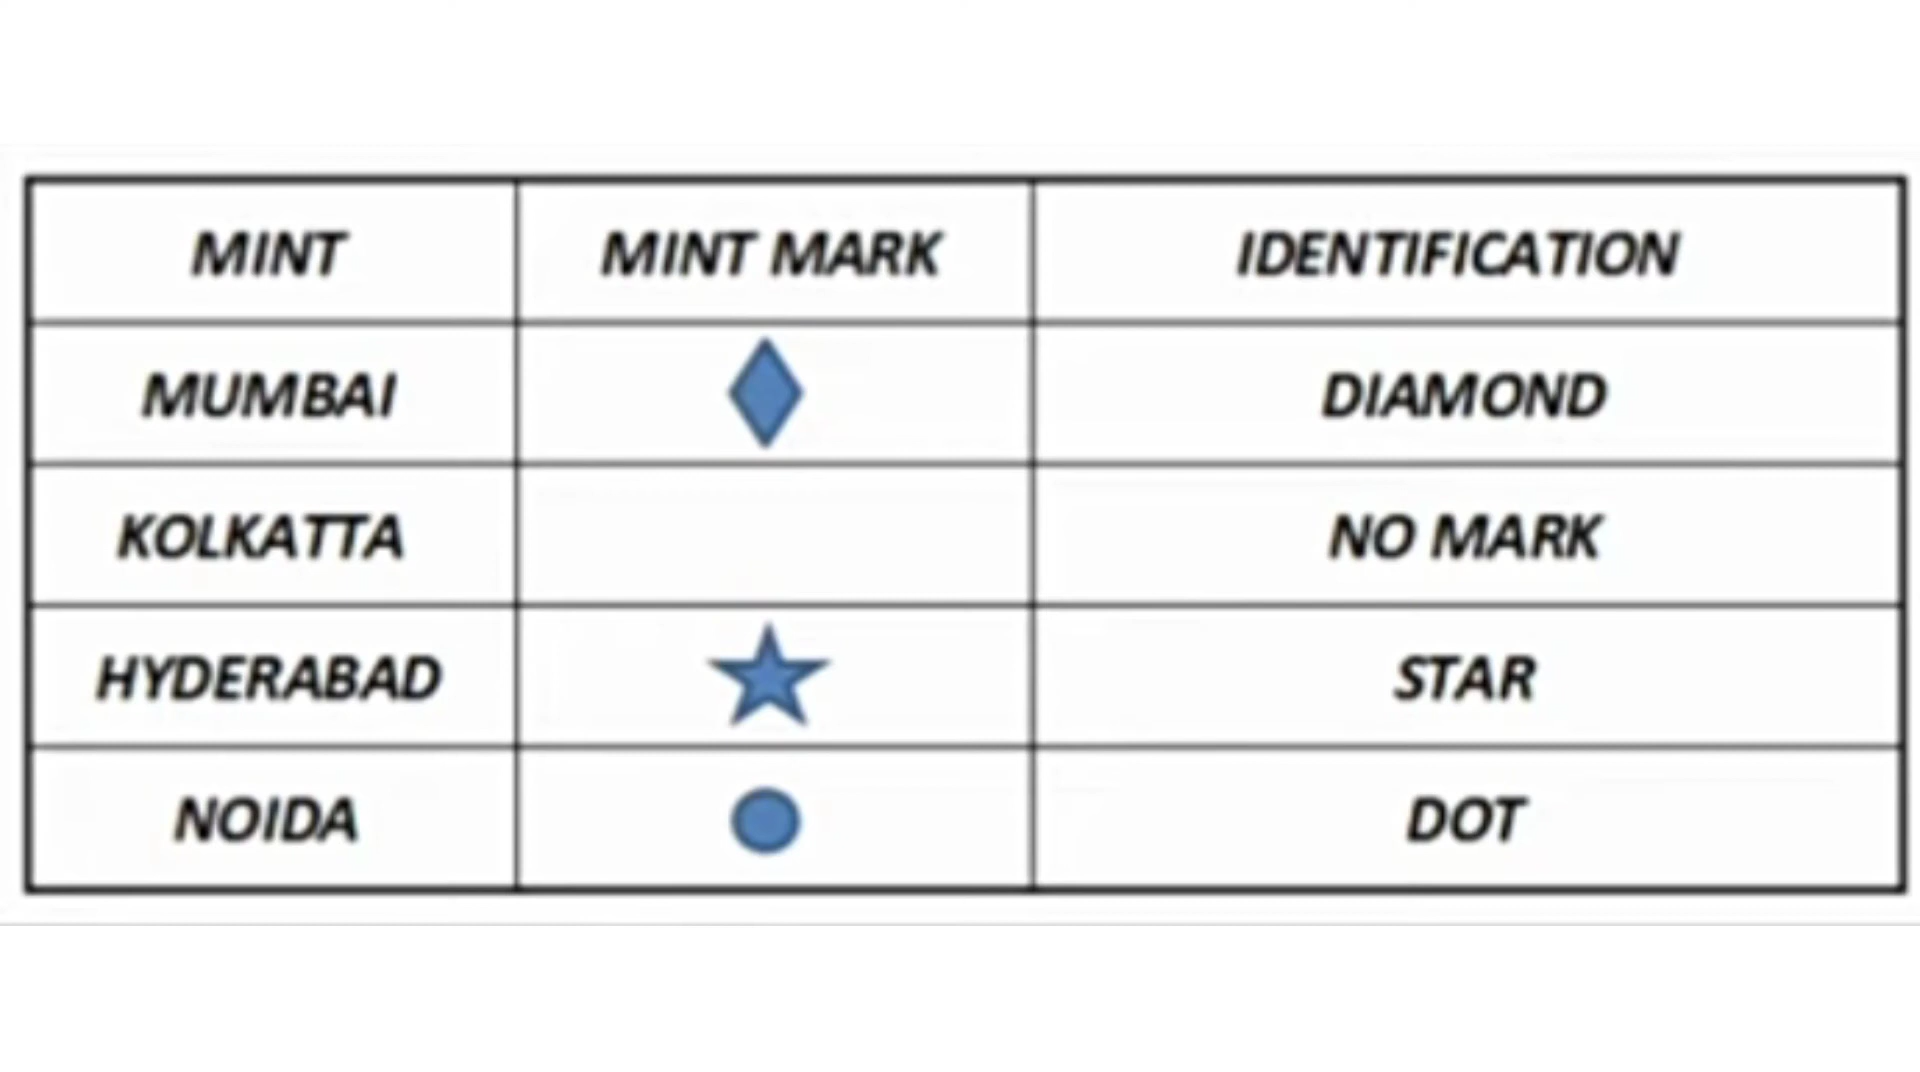 MINT MINT MARK IDENTIFICATION
MUMBAI DIAMOND
KOLKATTA NO MARK
HYDERABAD STAR
NOIDA DOT